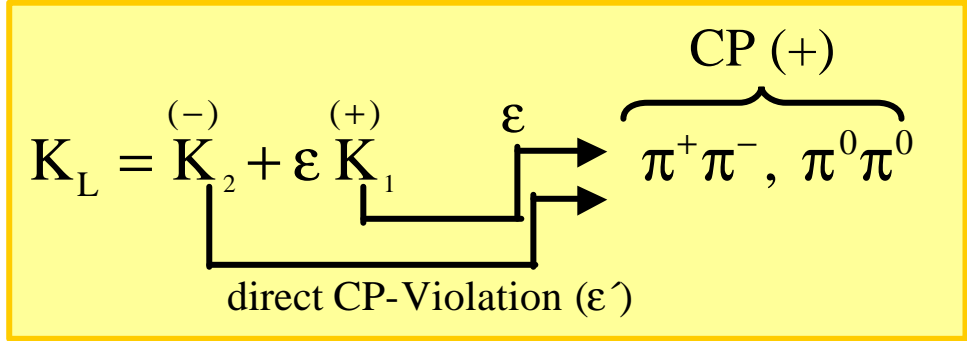 CP (+)
(−) (+) ε
K_L = K_2 + ε K_1 π⁺π⁻, π⁰π⁰
direct CP-Violation (ε´)